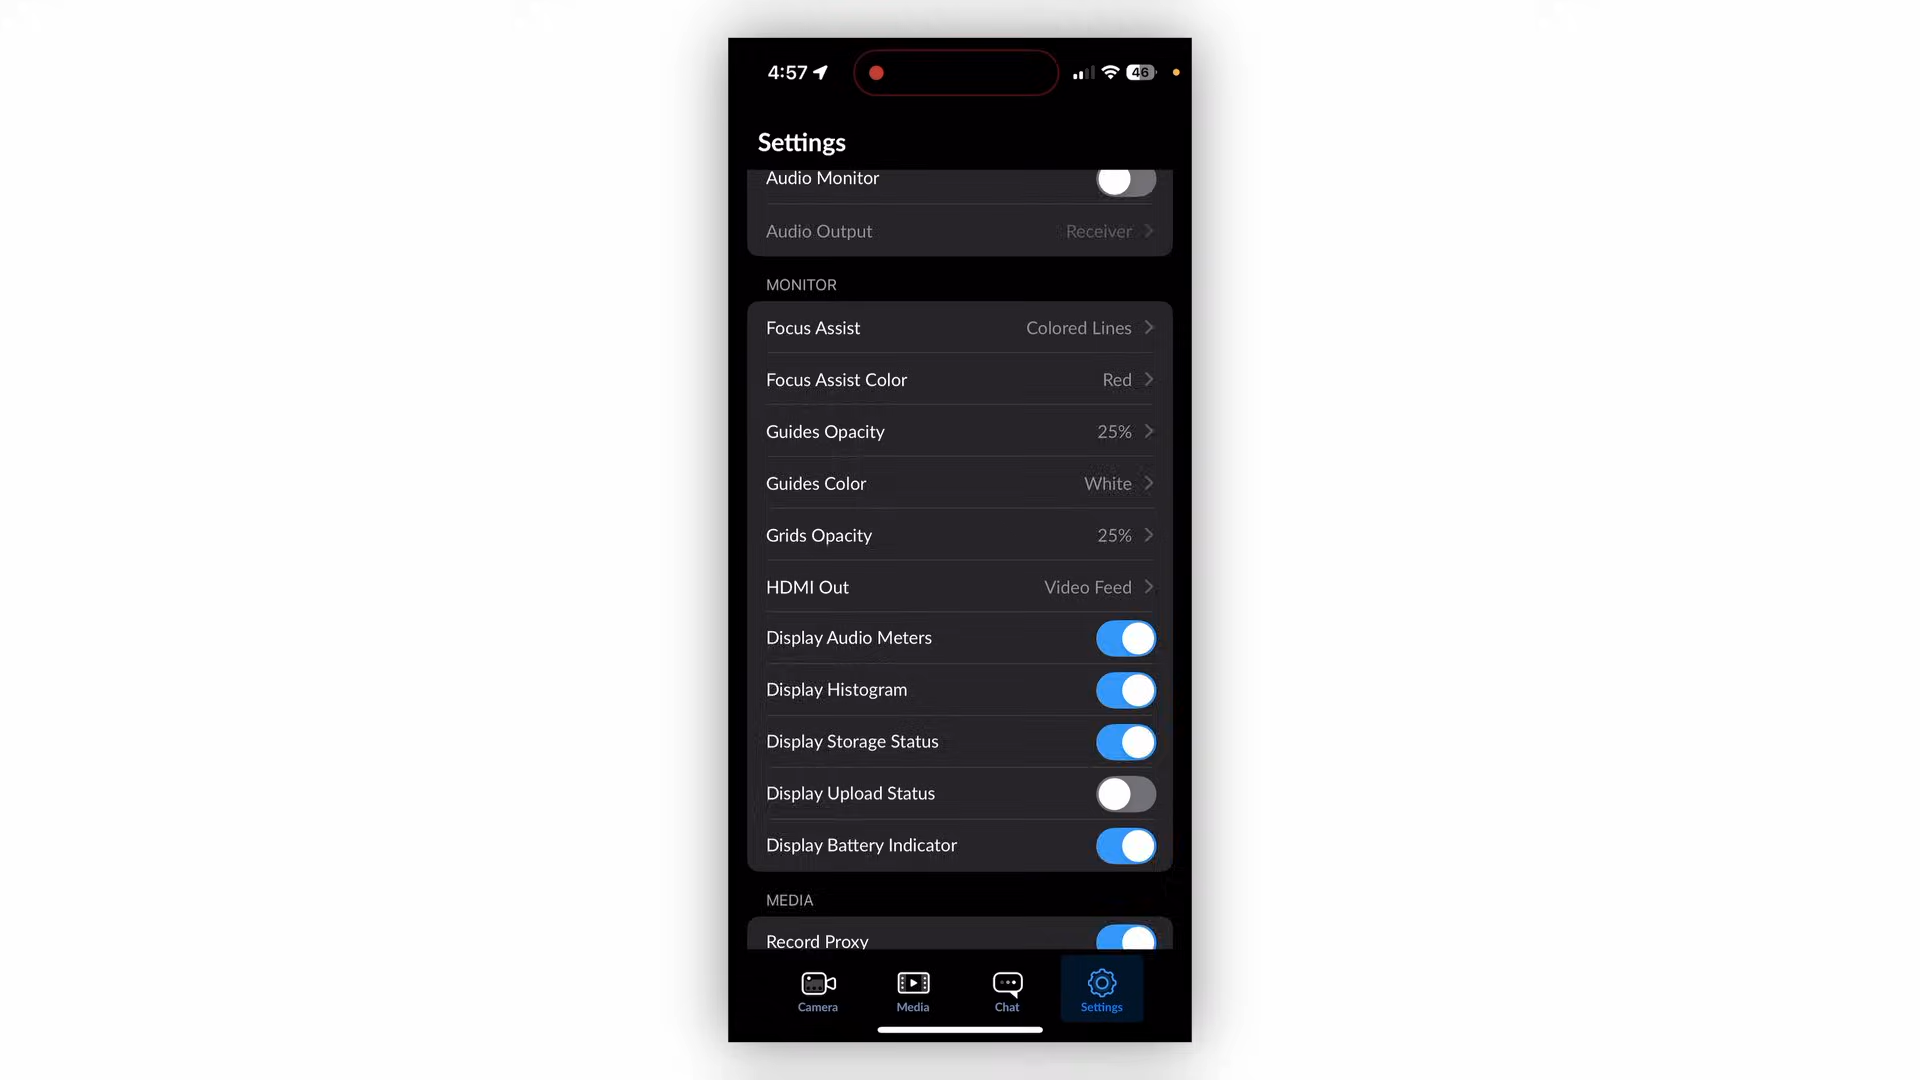 4:57
46
Settings
Audio Monitor
Audio Output Receiver
MONITOR
Focus Assist Colored Lines
Focus Assist Color Red
Guides Opacity 25%
Guides Color White
Grids Opacity 25%
HDMI Out Video Feed
Display Audio Meters
Display Histogram
Display Storage Status
Display Upload Status
Display Battery Indicator
MEDIA
Record Proxy
Camera Media Chat Settings